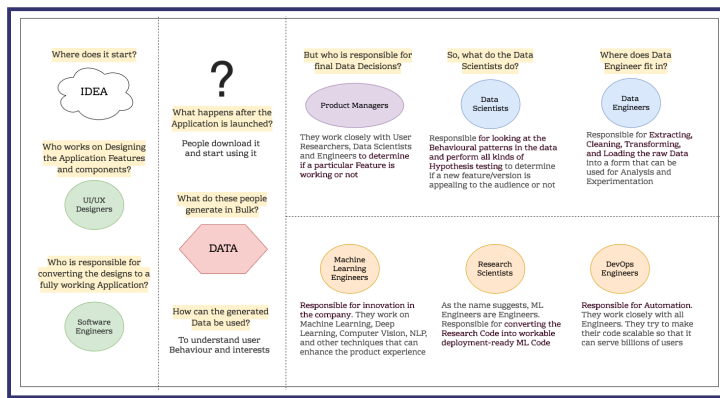 Where does it start?
IDEA
Who works on Designing
the Application Features
and components?
UI/UX
Designers
Who is responsible for
converting the designs to a
fully working Application?
Software
Engineers
?
What happens after the
Application is launched?
People download it
and start using it
What do these people
generate in Bulk?
DATA
How can the generated
Data be used?
To understand user
Behaviour and interests
But who is responsible for
final Data Decisions?
Product Managers
They work closely with User
Researchers, Data Scientists
and Engineers to determine
if a particular Feature is
working or not
So, what do the Data
Scientists do?
Data
Scientists
Responsible for looking at the
Behavioural patterns in the data
and perform all kinds of
Hypothesis testing to determine
if a new feature/version is
appealing to the audience or not
Where does Data
Engineer fit in?
Data
Engineers
Responsible for Extracting,
Cleaning, Transforming,
and Loading the raw Data
into a form that can be
used for Analysis and
Experimentation
Machine
Learning
Engineers
Responsible for innovation in
the company. They work on
Machine Learning, Deep
Learning, Computer Vision, NLP,
and other techniques that can
enhance the product experience
Research
Scientists
As the name suggests, ML
Engineers are Engineers.
Responsible for converting the
Research Code into workable
deployment-ready ML Code
DevOps
Engineers
Responsible for Automation.
They work closely with all
Engineers. They try to make
their code scalable so that it
can serve billions of users